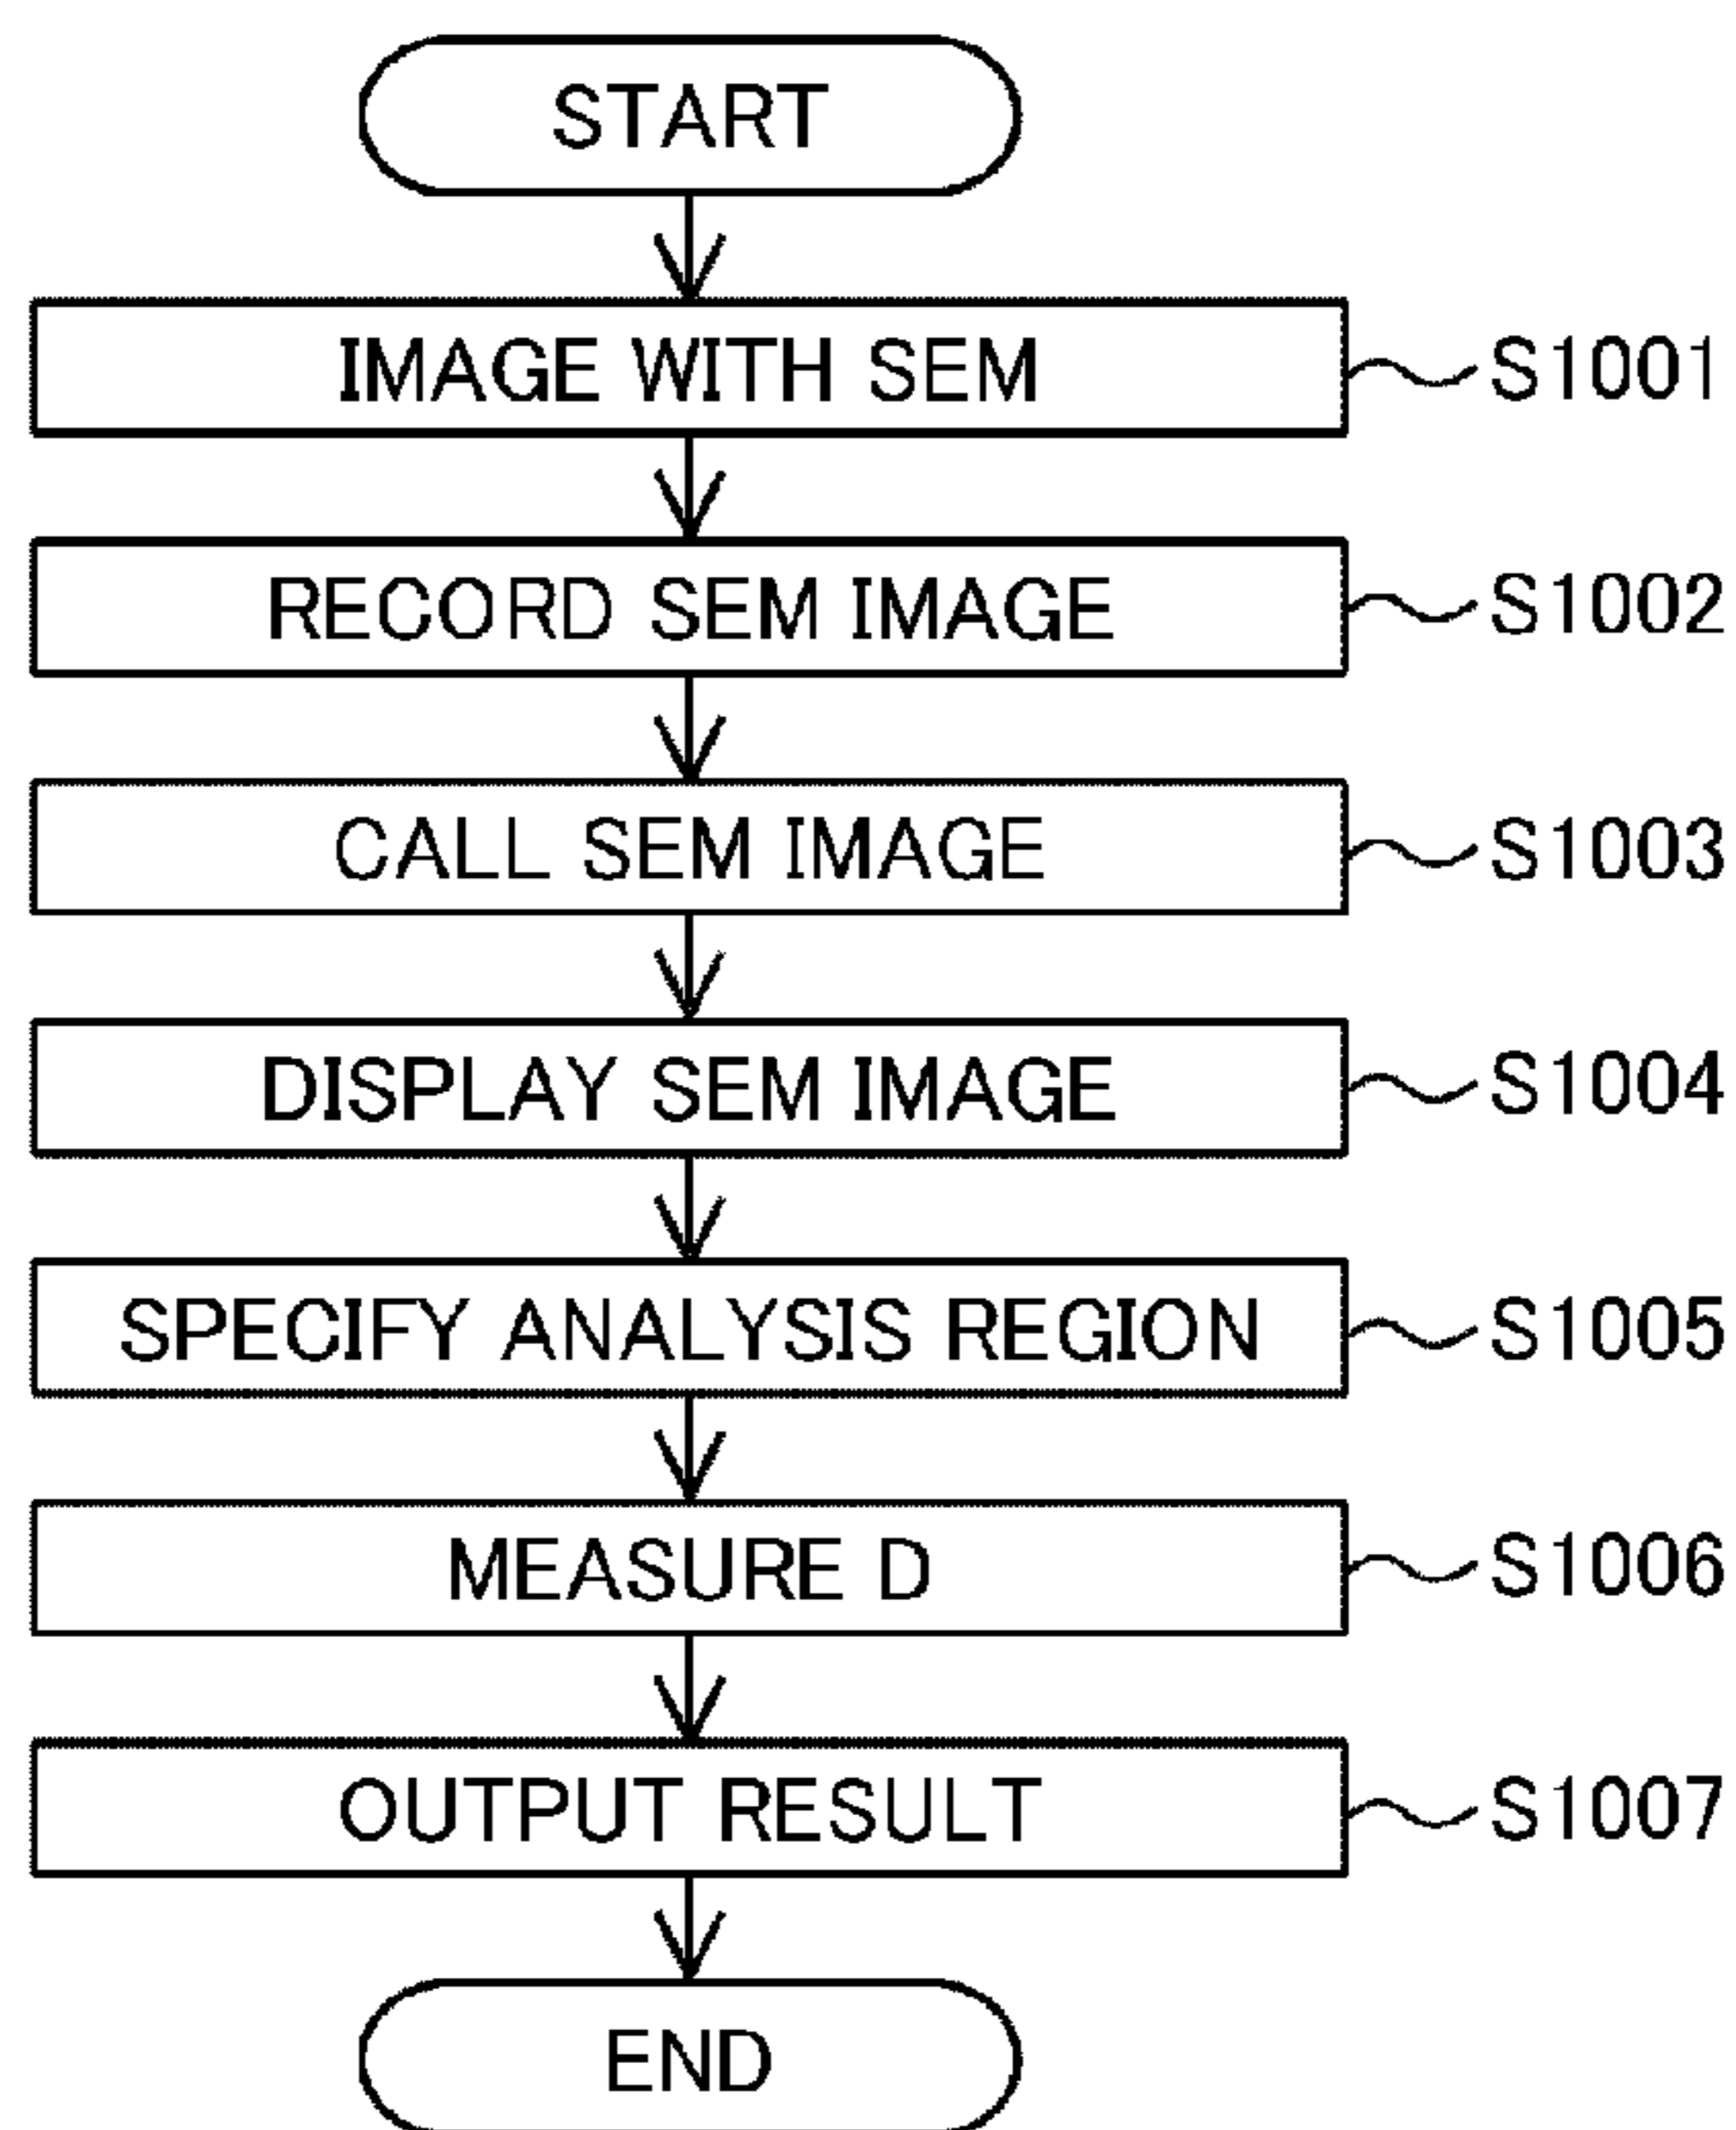 START
IMAGE WITH SEM S1001
RECORD SEM IMAGE S1002
CALL SEM IMAGE S1003
DISPLAY SEM IMAGE S1004
SPECIFY ANALYSIS REGION S1005
MEASURE D S1006
OUTPUT RESULT S1007
END